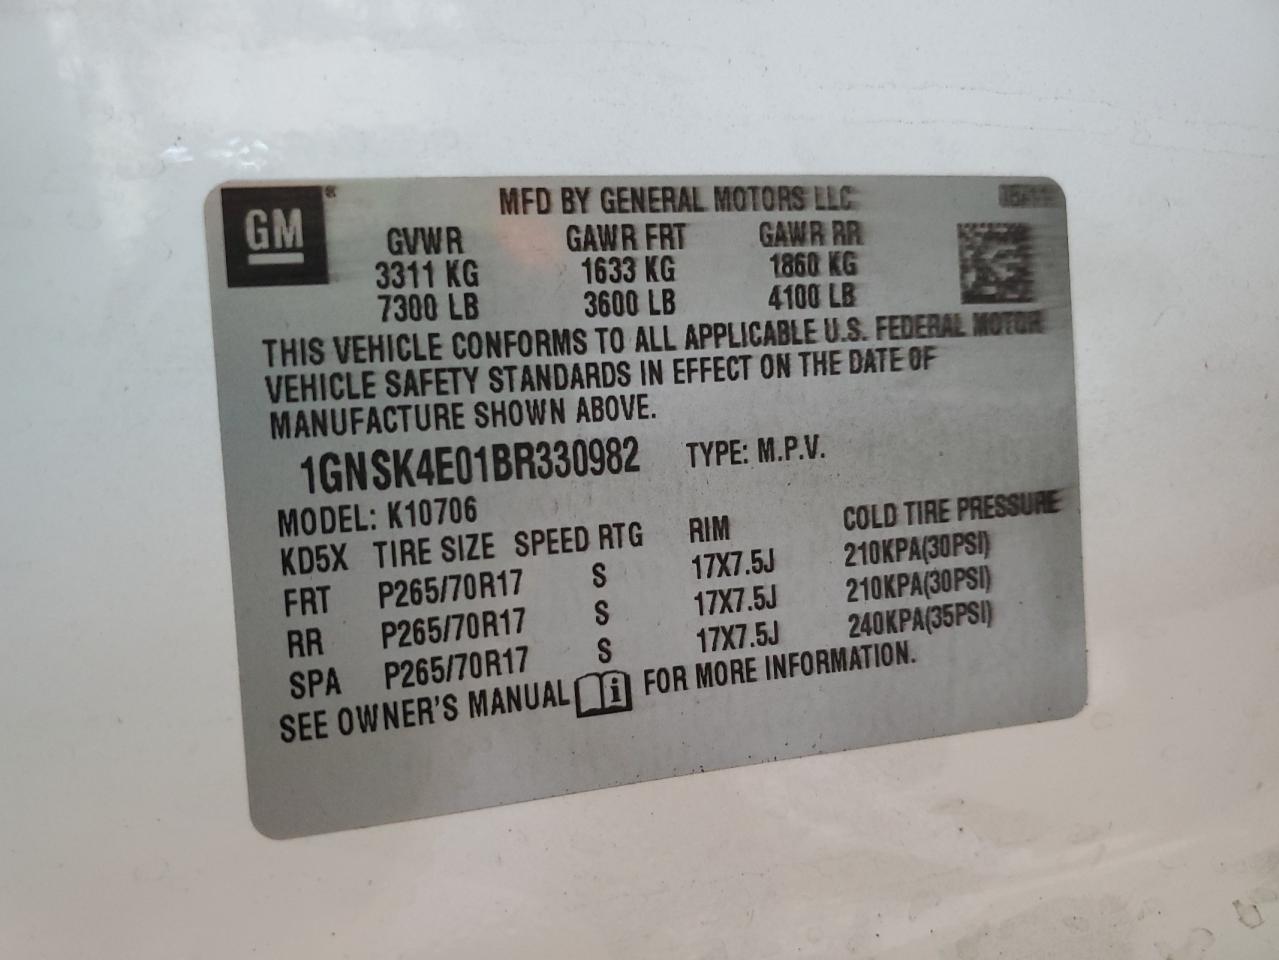 GM ®
MFD BY GENERAL MOTORS LLC
GVWR GAWR FRT GAWR RR
3311 KG 1633 KG 1860 KG
7300 LB 3600 LB 4100 LB
THIS VEHICLE CONFORMS TO ALL APPLICABLE U.S. FEDERAL MOTOR
VEHICLE SAFETY STANDARDS IN EFFECT ON THE DATE OF
MANUFACTURE SHOWN ABOVE.
1GNSK4E01BR330982 TYPE: M.P.V.
MODEL: K10706
KD5X TIRE SIZE SPEED RTG RIM COLD TIRE PRESSURE
FRT P265/70R17 S 17X7.5J 210KPA(30PSI)
RR P265/70R17 S 17X7.5J 210KPA(30PSI)
SPA P265/70R17 S 17X7.5J 240KPA(35PSI)
SEE OWNER'S MANUAL i FOR MORE INFORMATION.